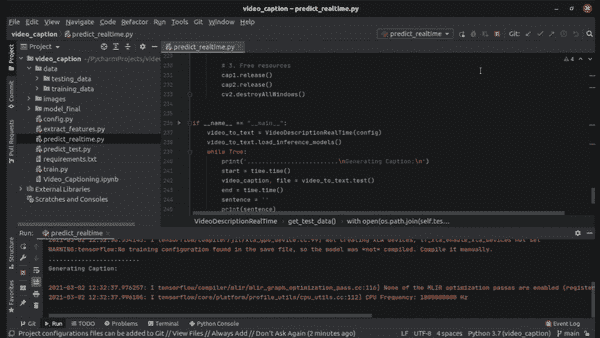 video_caption – predict_realtime.py
File Edit View Navigate Code Refactor Run Tools Git Window Help
video_caption predict_realtime.py
predict_realtime
Git:
Project
predict_realtime.py
video_caption ~/PycharmProjects/video
data
testing_data
training_data
images
model_final
config.py
extract_features.py
predict_realtime.py
predict_test.py
requirements.txt
train.py
Video_Captioning.ipynb
External Libraries
Scratches and Consoles
Project
Commit
Pull Requests
Structure
Favorites
4
# 3. Free resources
cap1.release()
cap2.release()
cv2.destroyAllWindows()
if __name__ == "__main__":
video_to_text = VideoDescriptionRealTime(config)
video_to_text.load_inference_models()
while True:
print('.........................\nGenerating Caption:\n')
start = time.time()
video_caption, file = video_to_text.test()
end = time.time()
sentence = ''
print(sentence)
VideoDescriptionRealTime get_test_data() with open(os.path.join(self.tes...
Run: predict_realtime
WARNING:tensorflow:No training configuration found in the save file, so the model was *not* compiled. Compile it manually.
.........................
Generating Caption:
2021-03-02 12:32:37.976257: I tensorflow/compiler/mlir/mlir_graph_optimization_pass.cc:116] None of the MLIR optimization passes are enabled (register
2021-03-02 12:32:37.996186: I tensorflow/core/platform/profile_utils/cpu_utils.cc:112] CPU Frequency: 1800000000 Hz
Git Run TODO Problems Terminal Python Console Event Log
Project configurations files can be added to Git // View Files // Always Add // Don't Ask Again (2 minutes ago) LF UTF-8 4 spaces Python 3.7 (video_caption) main